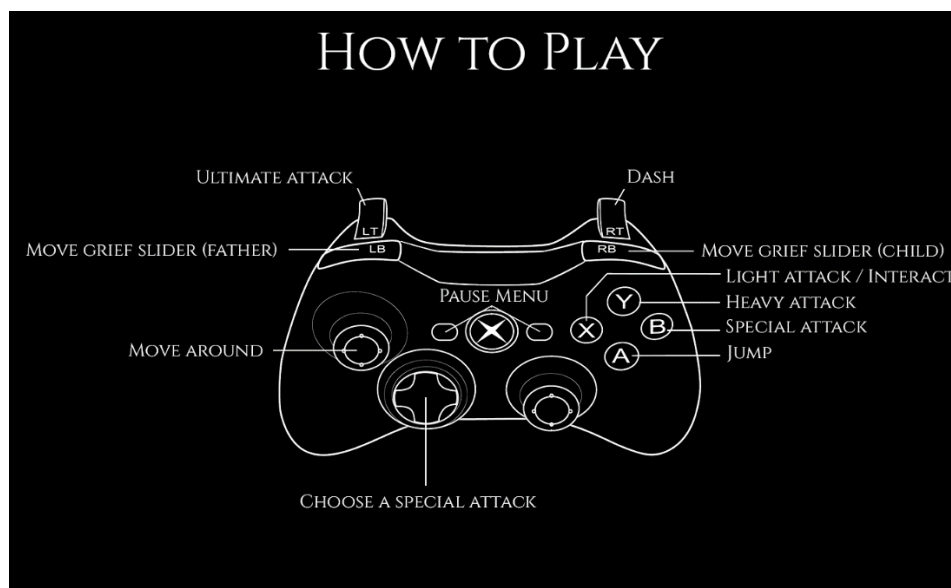 How to Play
Ultimate attack
Dash
LT
RT
Move grief slider (father)
LB
RB
Move grief slider (child)
Light attack / Interact
Pause Menu
Y
Heavy attack
X
B
Special attack
Move around
A
Jump
Choose a special attack